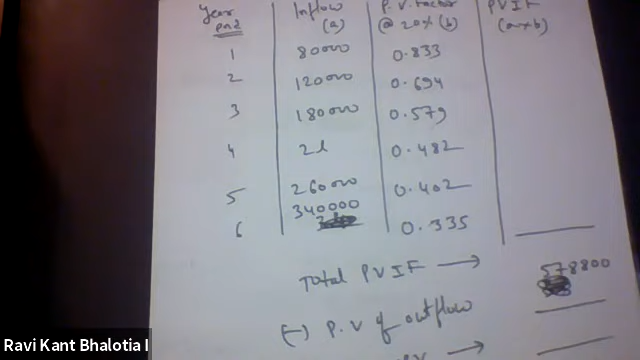 Year end Inflow (a) P.V. Factor @ 20% (b) PVIF (a×b)
1 80000 0.833
2 120000 0.694
3 180000 0.579
4 2l 0.482
5 260000 0.402
6 340000 0.335
Total PVIF → 578800
(-) P.V of outflow
PV →
Ravi Kant Bhalotia I